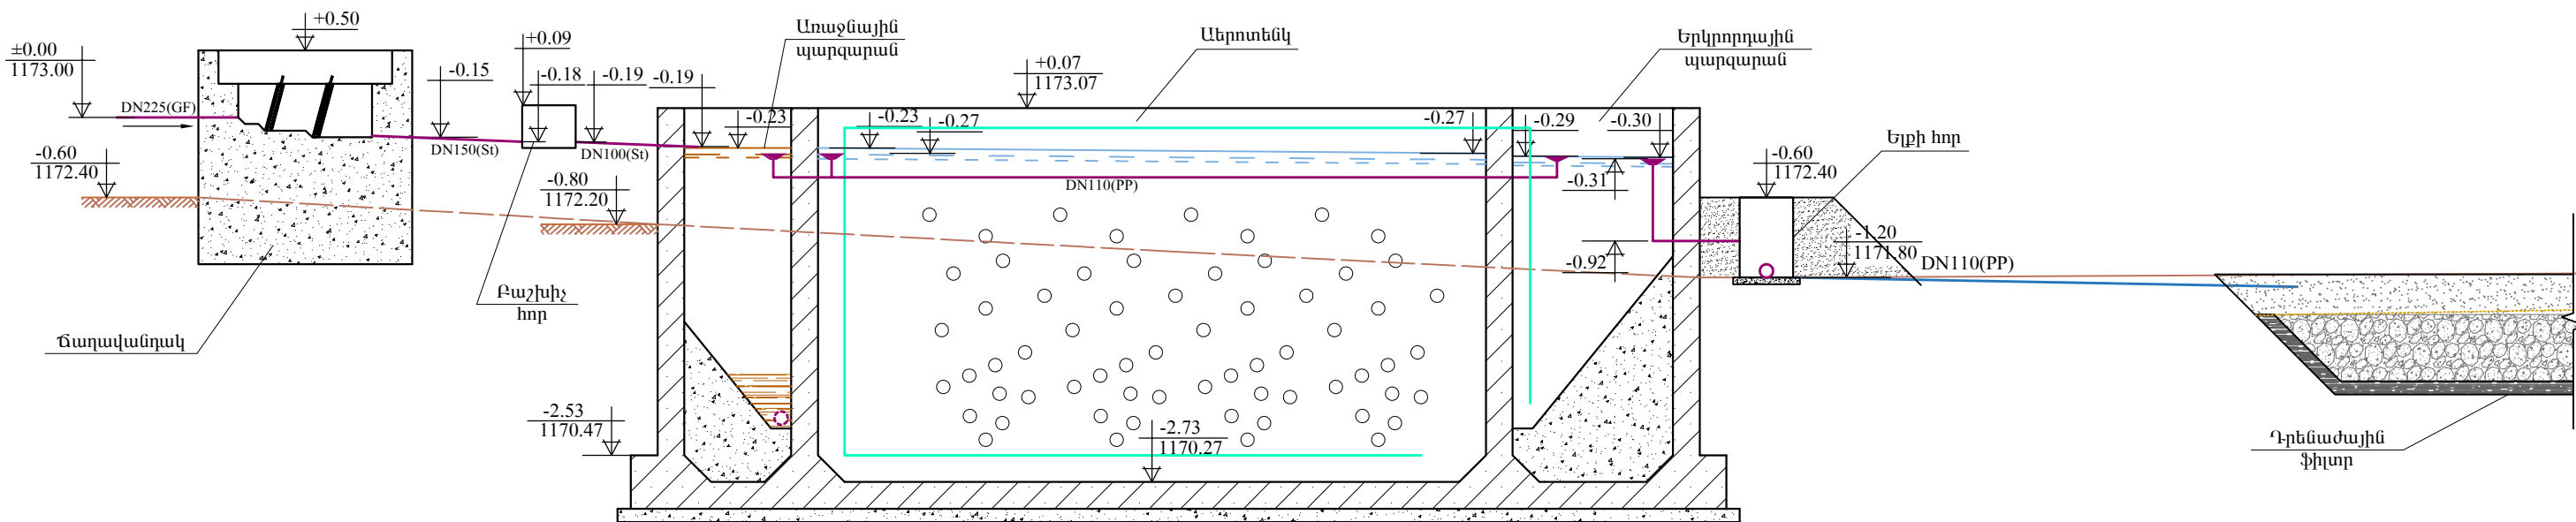 ±0.00
1173.00
DN225(GF)
-0.60
1172.40
+0.50
-0.15
DN150(St)
+0.09
-0.18
-0.19
DN100(St)
-0.19
-0.23
Առաջնային
պարզարան
-0.80
1172.20
Բաշխիչ
հոր
Ճաղավանդակ
-2.53
1170.47
-0.23
-0.27
+0.07
1173.07
Աերոտենկ
DN110(PP)
-2.73
1170.27
-0.27
-0.29
-0.30
Երկրորդային
պարզարան
-0.31
-0.92
-0.60
1172.40
Ելքի հոր
-1.20
1171.80
DN110(PP)
Դրենաժային
ֆիլտր